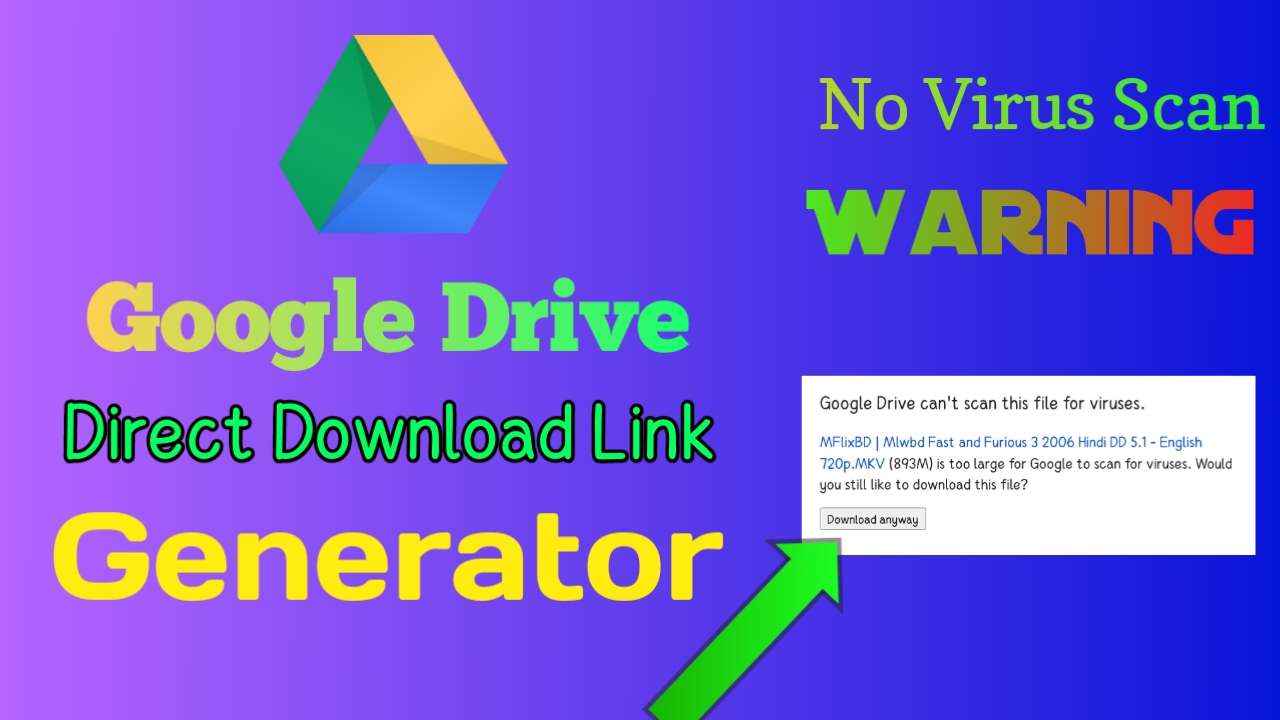 Google Drive
Direct Download Link
Generator
No Virus Scan
WARNING
Google Drive can't scan this file for viruses.
MFlixBD | Mlwbd Fast and Furious 3 2006 Hindi DD 5.1 - English
720p.MKV (893M) is too large for Google to scan for viruses. Would
you still like to download this file?
Download anyway